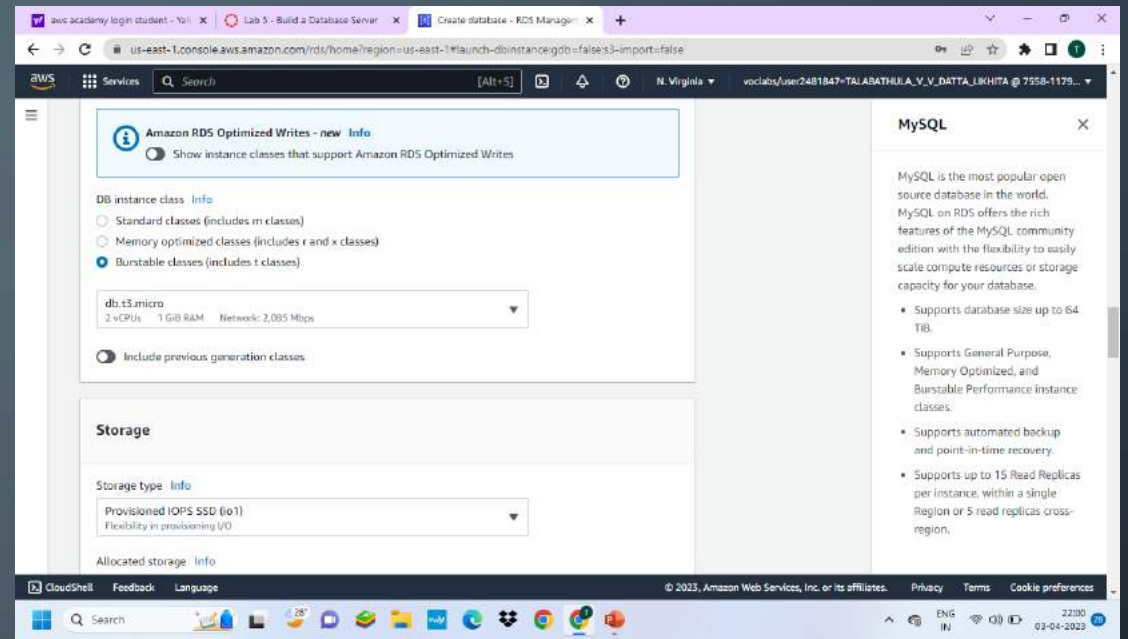 aws academy login student - Yah
Lab 5 - Build a Database Server
Create database - RDS Manager
us-east-1.console.aws.amazon.com/rds/home?region=us-east-1#launch-dbinstance:gdb=false;s3-import=false
aws
Services
Search
[Alt+S]
N. Virginia
voclabs/user2481847=TALABATHULA_V_V_DATTA_LIKHITA @ 7558-1179...
Amazon RDS Optimized Writes - new Info
Show instance classes that support Amazon RDS Optimized Writes
DB instance class Info
Standard classes (includes m classes)
Memory optimized classes (includes r and x classes)
Burstable classes (includes t classes)
db.t3.micro
2 vCPUs 1 GiB RAM Network: 2,085 Mbps
Include previous generation classes
Storage
Storage type Info
Provisioned IOPS SSD (io1)
Flexibility in provisioning I/O
Allocated storage Info
MySQL
MySQL is the most popular open
source database in the world.
MySQL on RDS offers the rich
features of the MySQL community
edition with the flexibility to easily
scale compute resources or storage
capacity for your database.
• Supports database size up to 64
TiB.
• Supports General Purpose,
Memory Optimized, and
Burstable Performance instance
classes.
• Supports automated backup
and point-in-time recovery.
• Supports up to 15 Read Replicas
per instance, within a single
Region or 5 read replicas cross-
region.
CloudShell Feedback Language
© 2023, Amazon Web Services, Inc. or its affiliates. Privacy Terms Cookie preferences
Search
28°
ENG
IN
22:00
03-04-2023